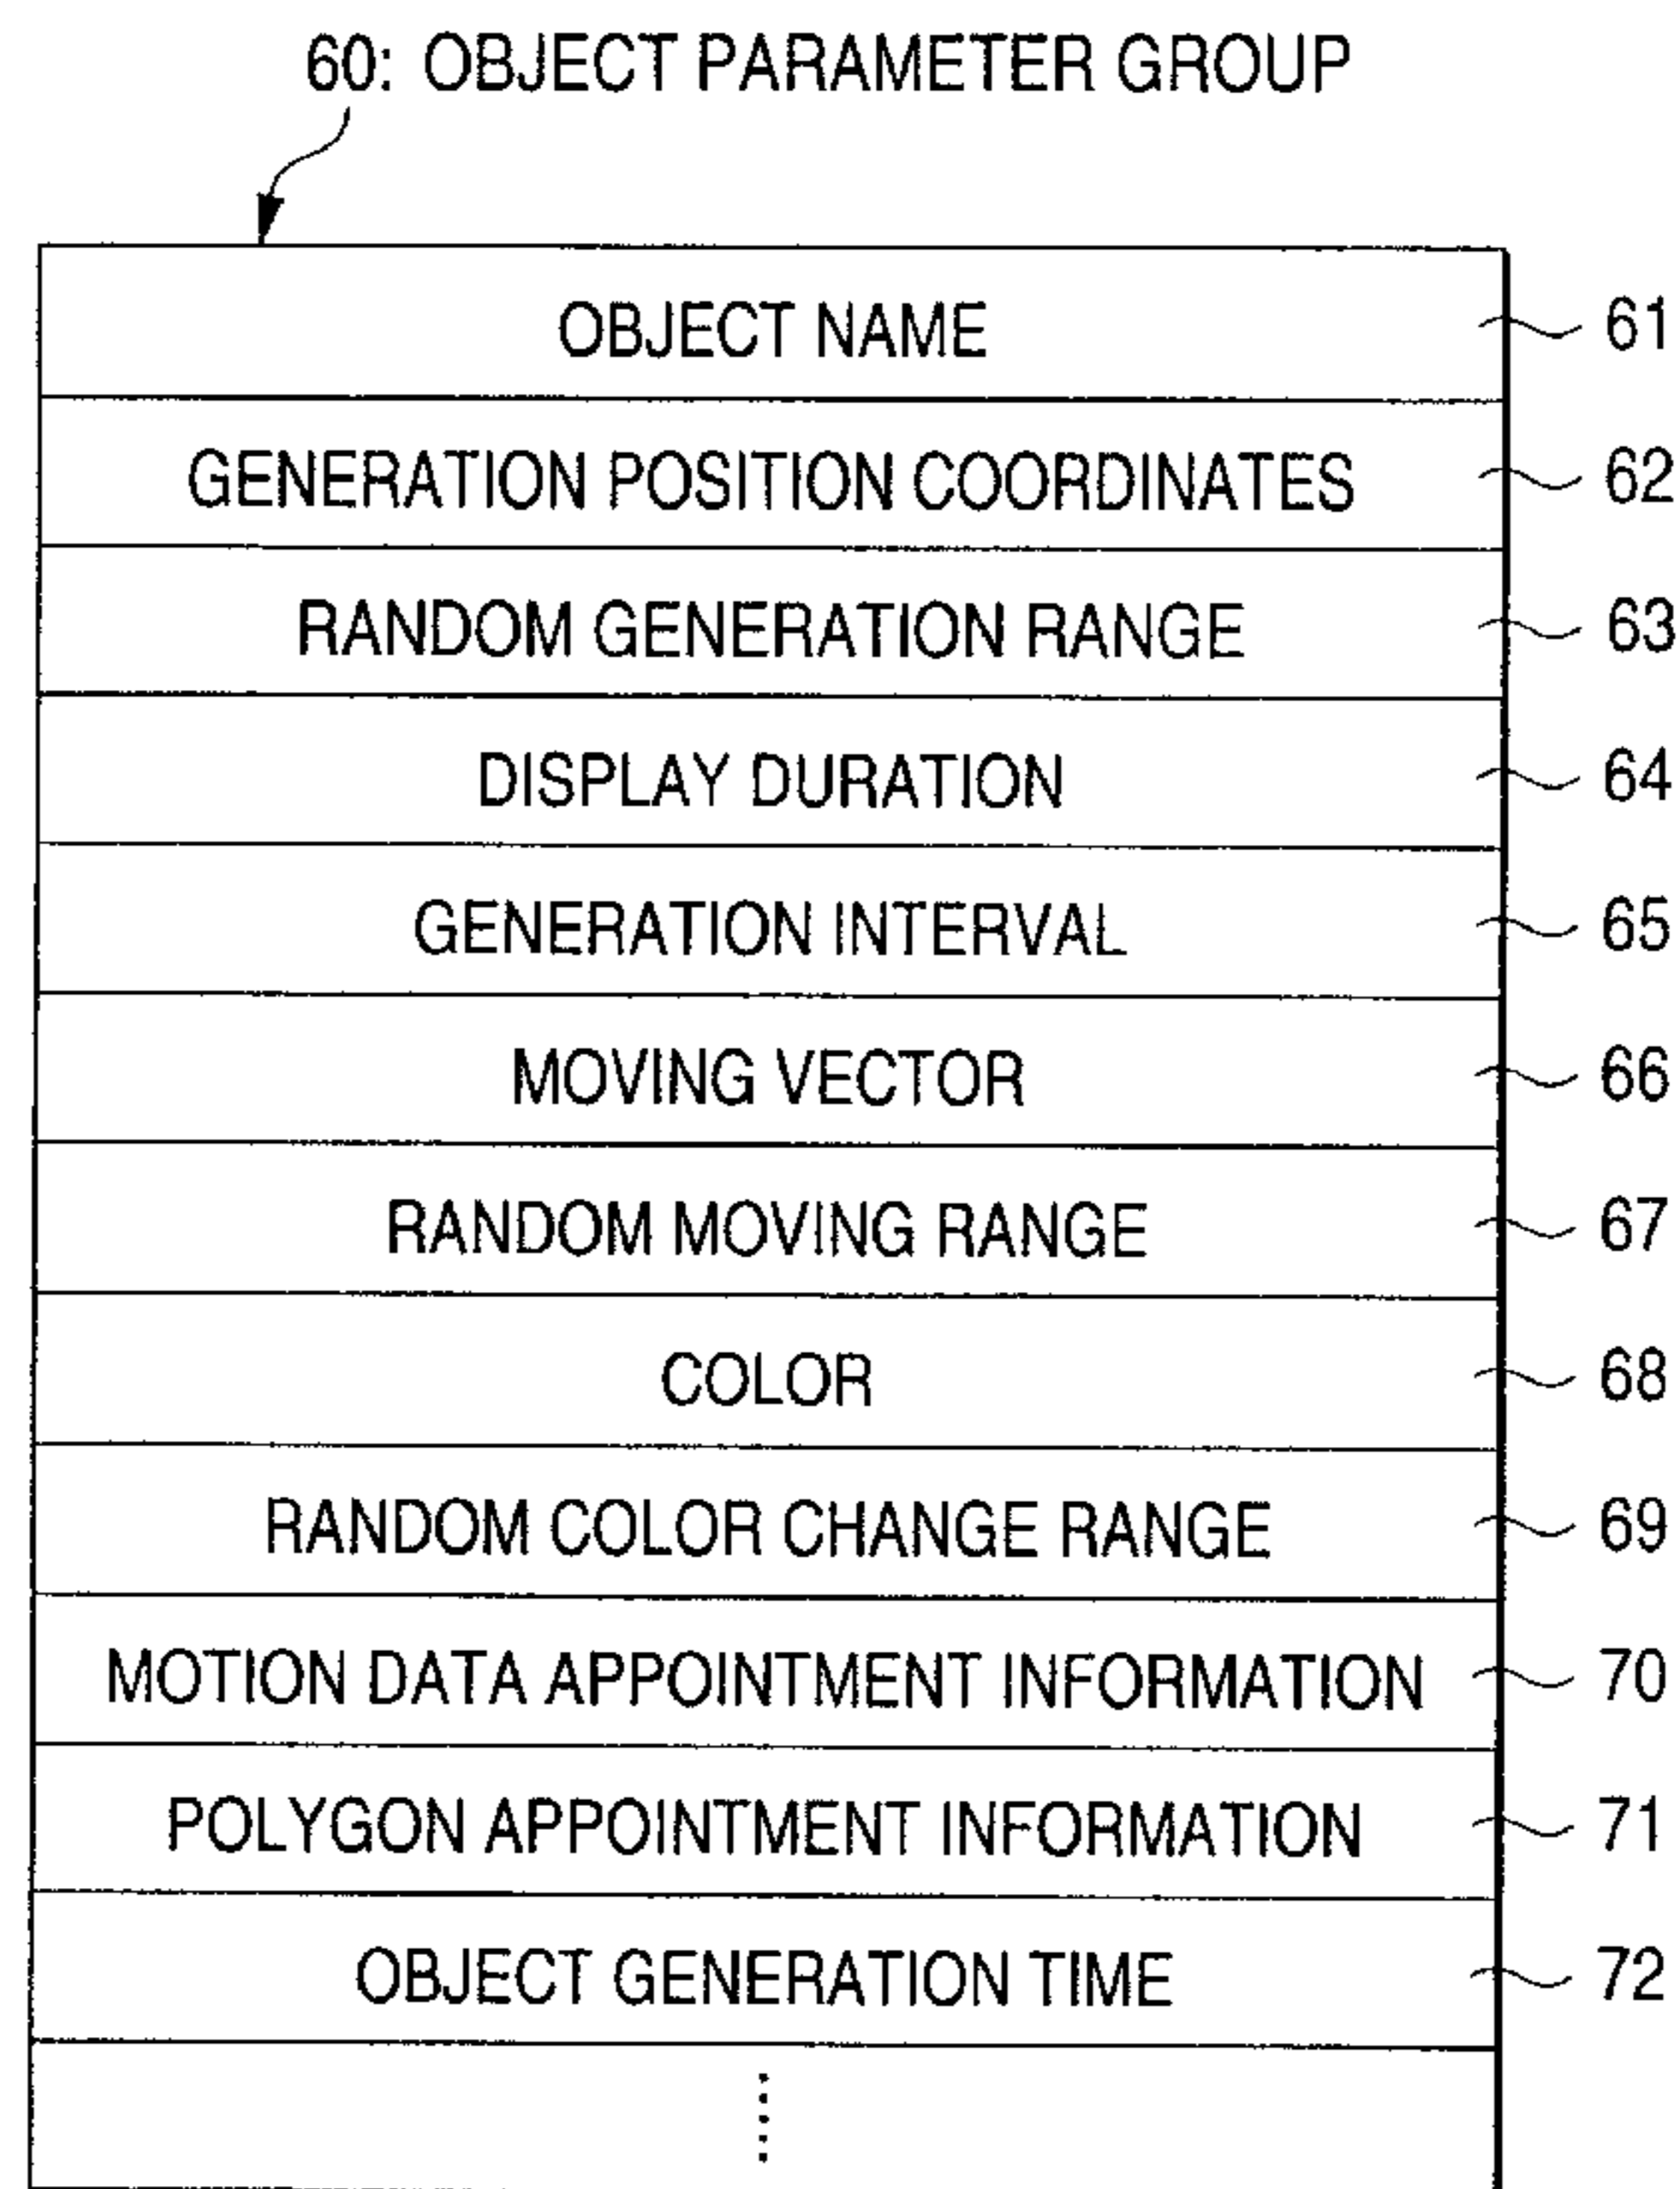 60: OBJECT PARAMETER GROUP
OBJECT NAME 61
GENERATION POSITION COORDINATES 62
RANDOM GENERATION RANGE 63
DISPLAY DURATION 64
GENERATION INTERVAL 65
MOVING VECTOR 66
RANDOM MOVING RANGE 67
COLOR 68
RANDOM COLOR CHANGE RANGE 69
MOTION DATA APPOINTMENT INFORMATION 70
POLYGON APPOINTMENT INFORMATION 71
OBJECT GENERATION TIME 72